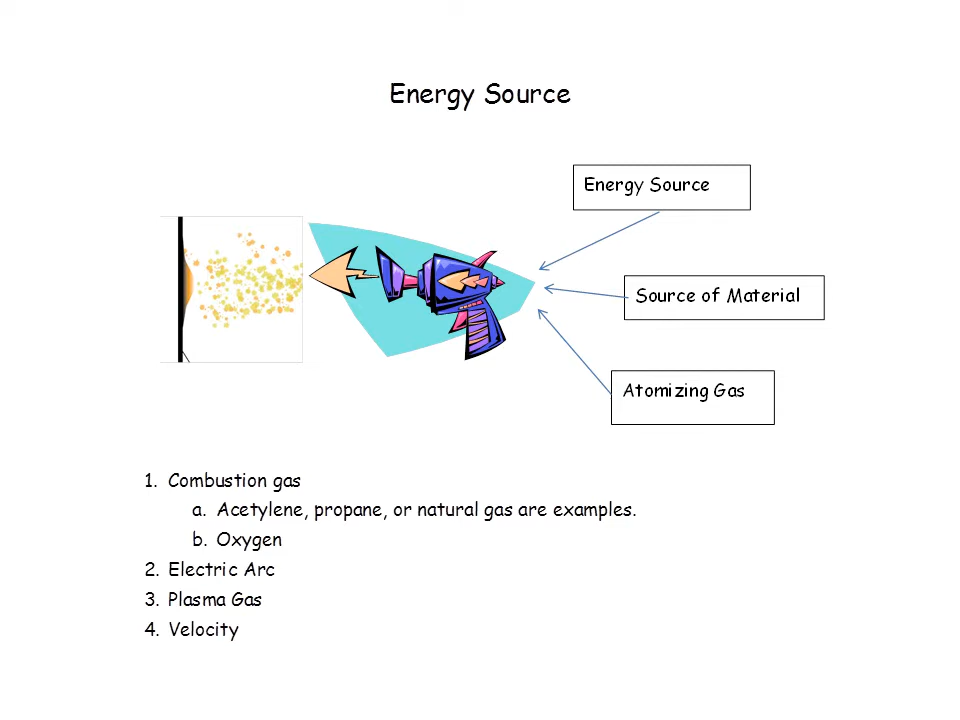 Energy Source
Energy Source
Source of Material
Atomizing Gas
1. Combustion gas
a. Acetylene, propane, or natural gas are examples.
b. Oxygen
2. Electric Arc
3. Plasma Gas
4. Velocity